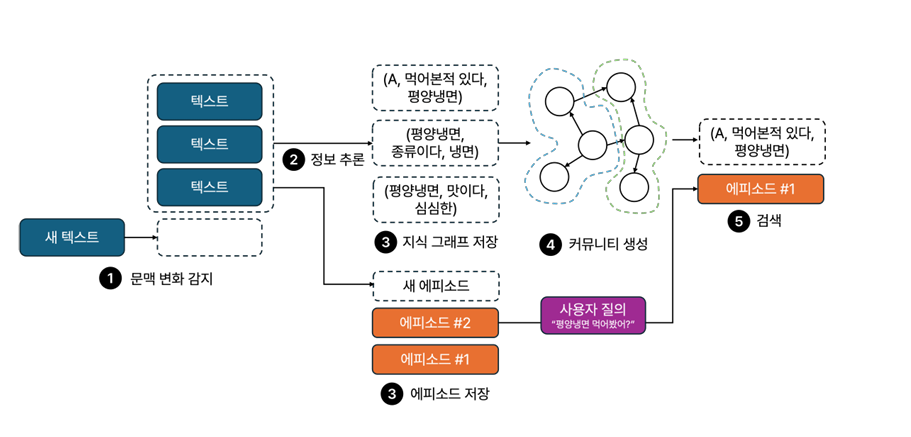 텍스트
텍스트
텍스트
새 텍스트
1 문맥 변화 감지
2 정보 추론
(A, 먹어본적 있다,
평양냉면)
(평양냉면,
종류이다, 냉면)
(평양냉면, 맛이다,
심심한)
3 지식 그래프 저장
새 에피소드
에피소드 #2
에피소드 #1
3 에피소드 저장
4 커뮤니티 생성
사용자 질의
“평양냉면 먹어봤어?”
(A, 먹어본적 있다,
평양냉면)
에피소드 #1
5 검색